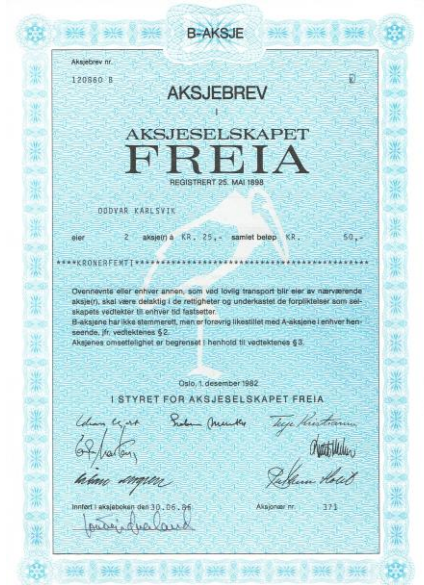 B-AKSJE
Aksjebrev nr.
120560 B
AKSJEBREV
I
AKSJESELSKAPET
FREIA
REGISTRERT 25. MAI 1898
ODDVAR KARLSVIK
eier 2 aksje(r) a KR. 25,- samlet beløp KR. 50,-
****KRONERFEMTI****
Ovennevnte eller enhver annen, som ved lovlig transport blir eier av nærværende
aksje(r), skal være delaktig i de rettigheter og underkastet de forpliktelser som sel-
skapets vedtekter til enhver tid fastsetter.
B-aksjene har ikke stemmerett, men er forøvrig likestillet med A-aksjene i enhver hen-
seende, jfr. vedtektenes §2.
Aksjenes omsettelighet er begrenset i henhold til vedtektenes §3.
Oslo, 1. desember 1982
I STYRET FOR AKSJESELSKAPET FREIA
Innført i aksjeboken den 30.06.86 Aksjonær nr. 371